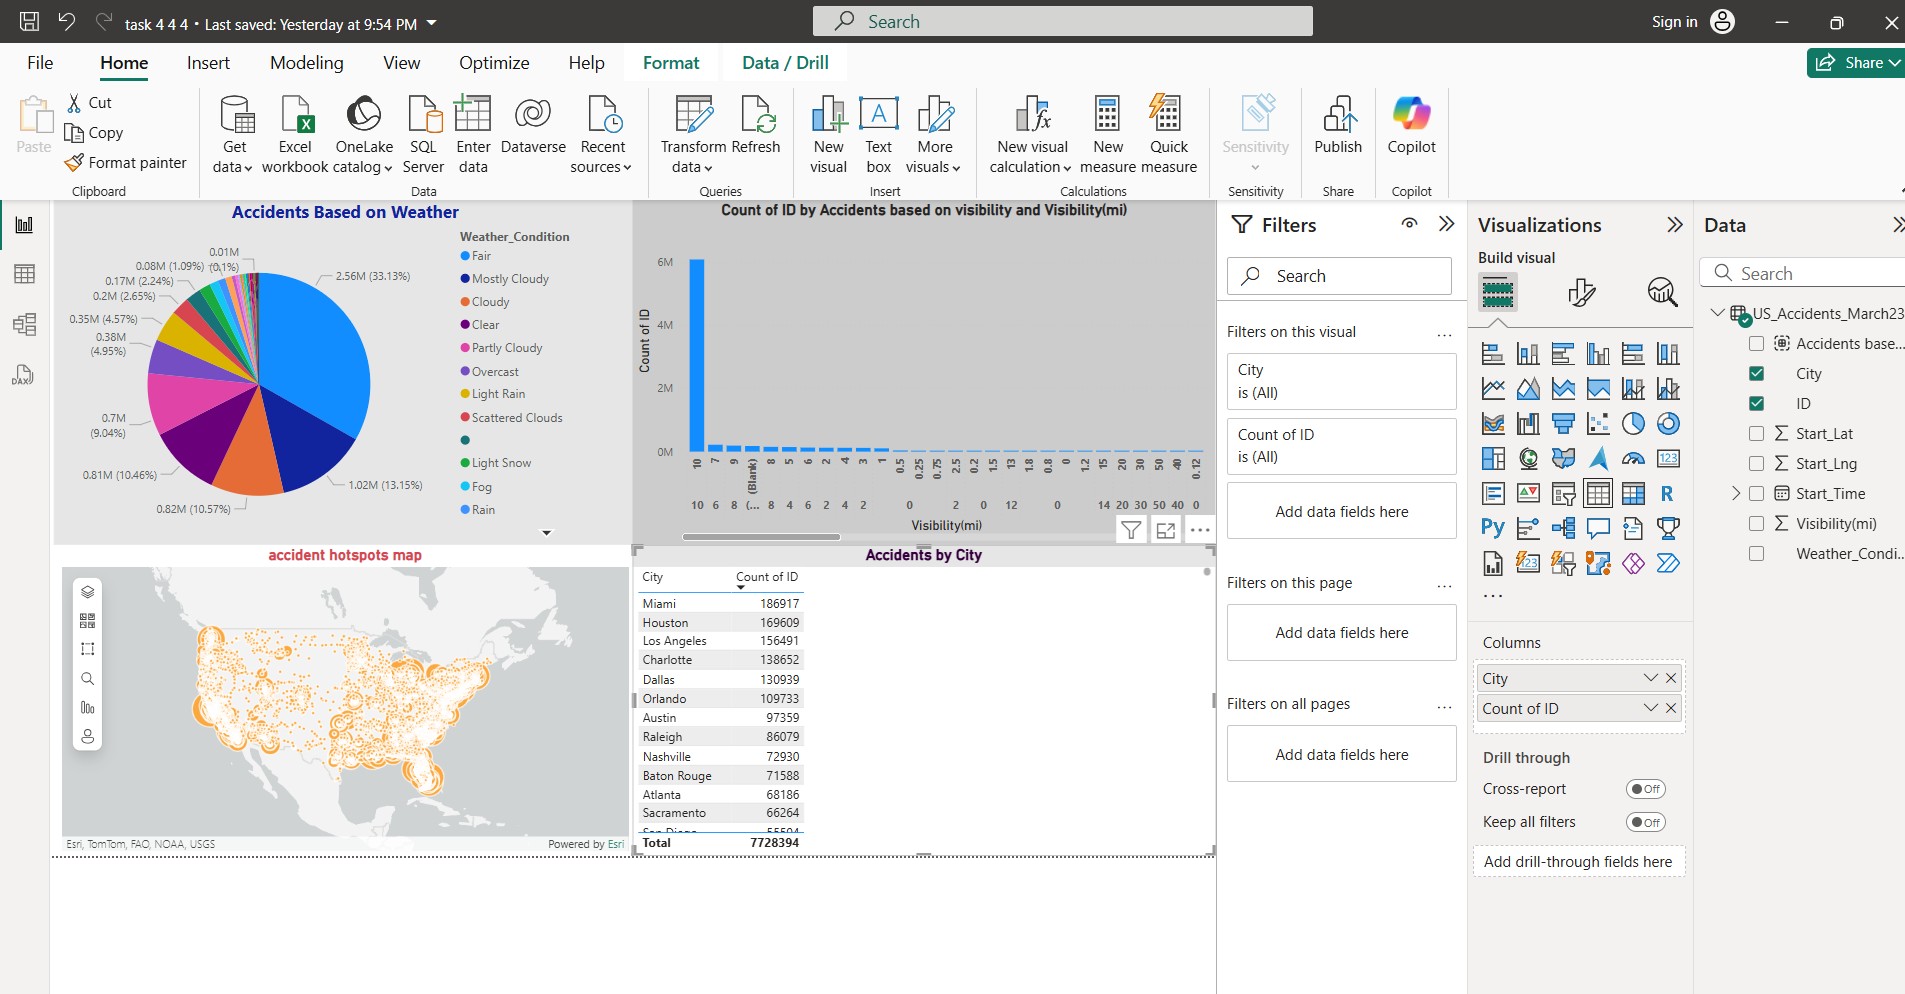 task 4 4 4 • Last saved: Yesterday at 9:54 PM
Search
Sign in
File Home Insert Modeling View Optimize Help Format Data / Drill
Share
Paste
Cut
Copy
Format painter
Clipboard
Get data
Excel workbook
OneLake catalog
SQL Server
Enter data
Dataverse
Recent sources
Data
Transform data
Refresh
Queries
New visual
Text box
More visuals
Insert
New visual calculation
New measure
Quick measure
Calculations
Sensitivity
Sensitivity
Publish
Share
Copilot
Copilot
DAX
Accidents Based on Weather
0.01M
(0.1%)
0.08M (1.09%)
0.17M (2.24%)
0.2M (2.65%)
0.35M (4.57%)
0.38M
(4.95%)
0.7M
(9.04%)
0.81M (10.46%)
0.82M (10.57%)
1.02M (13.15%)
2.56M (33.13%)
Weather_Condition
Fair
Mostly Cloudy
Cloudy
Clear
Partly Cloudy
Overcast
Light Rain
Scattered Clouds
Light Snow
Fog
Rain
Count of ID by Accidents based on visibility and Visibility(mi)
Count of ID
6M
4M
2M
0M
10 7 9 (Blank) 8 5 6 2 4 3 1 0.5 0.25 0.75 2.5 0.2 1.5 13 1.8 0.8 0 1.2 15 20 30 50 40 0.12
10 6 8 (... 8 4 6 2 4 2 0 2 0 12 0 14 20 30 50 40 0
Visibility(mi)
accident hotspots map
Esri, TomTom, FAO, NOAA, USGS
Powered by Esri
Accidents by City
City Count of ID
Miami 186917
Houston 169609
Los Angeles 156491
Charlotte 138652
Dallas 130939
Orlando 109733
Austin 97359
Raleigh 86079
Nashville 72930
Baton Rouge 71588
Atlanta 68186
Sacramento 66264
San Diego 55504
Total 7728394
Filters
Search
Filters on this visual ...
City
is (All)
Count of ID
is (All)
Add data fields here
Filters on this page ...
Add data fields here
Filters on all pages ...
Add data fields here
Visualizations
Build visual
123
R
Py
123
...
Columns
City
Count of ID
Drill through
Cross-report Off
Keep all filters Off
Add drill-through fields here
Data
Search
US_Accidents_March23
Accidents base...
City
ID
Start_Lat
Start_Lng
Start_Time
Visibility(mi)
Weather_Condi...